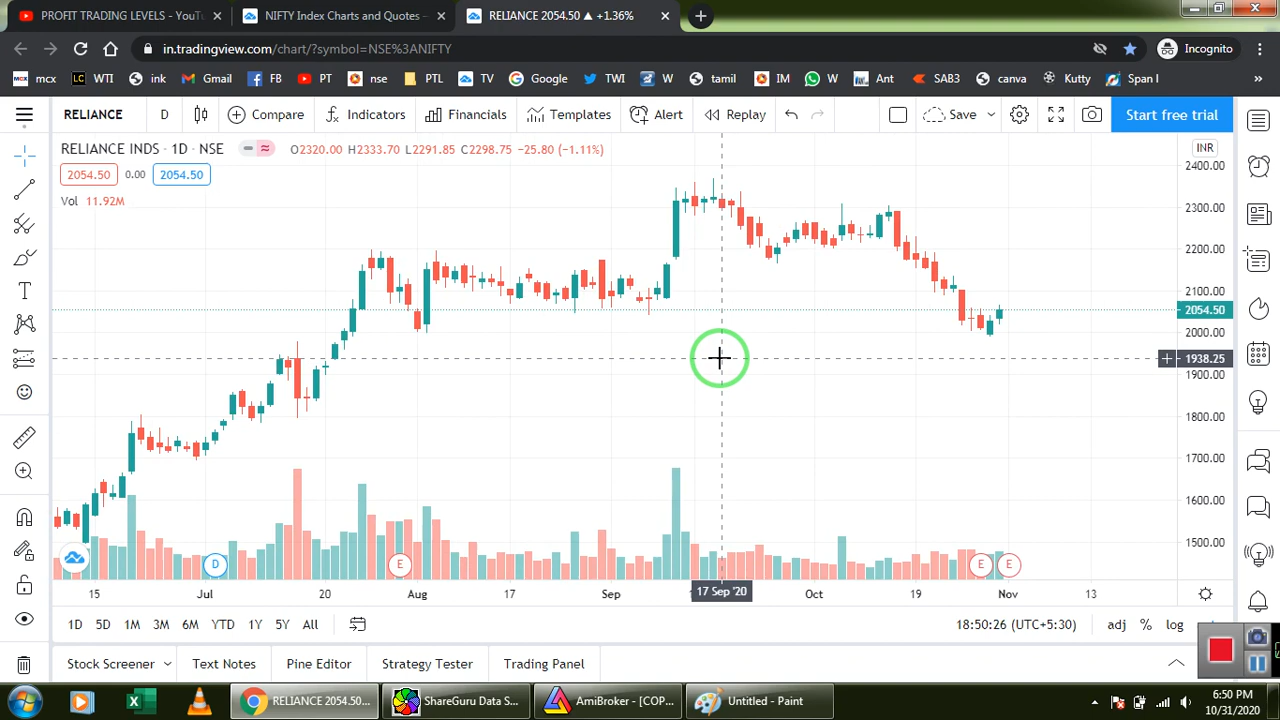 PROFIT TRADING LEVELS - YouTu
NIFTY Index Charts and Quotes –
RELIANCE 2054.50 ▲ +1.36%
in.tradingview.com/chart/?symbol=NSE%3ANIFTY
Incognito
mcx LC WTI ink Gmail FB PT nse PTL TV Google TWI W tamil IM W Ant SAB3 canva Kutty Span I »
RELIANCE D Compare Indicators Financials Templates Alert Replay Save Start free trial
RELIANCE INDS · 1D · NSE O2320.00 H2333.70 L2291.85 C2298.75 −25.80 (−1.11%) INR
2054.50 0.00 2054.50
Vol 11.92M
2400.00
2300.00
2200.00
2100.00
2054.50
2000.00
1938.25
1900.00
1800.00
1700.00
1600.00
1500.00
D E E E
15 Jul 20 Aug 17 Sep 17 Sep '20 Oct 19 Nov 13
1D 5D 1M 3M 6M YTD 1Y 5Y All 18:50:26 (UTC+5:30) adj % log
Stock Screener Text Notes Pine Editor Strategy Tester Trading Panel
RELIANCE 2054.50... ShareGuru Data S... AmiBroker - [COP... Untitled - Paint
6:50 PM
10/31/2020